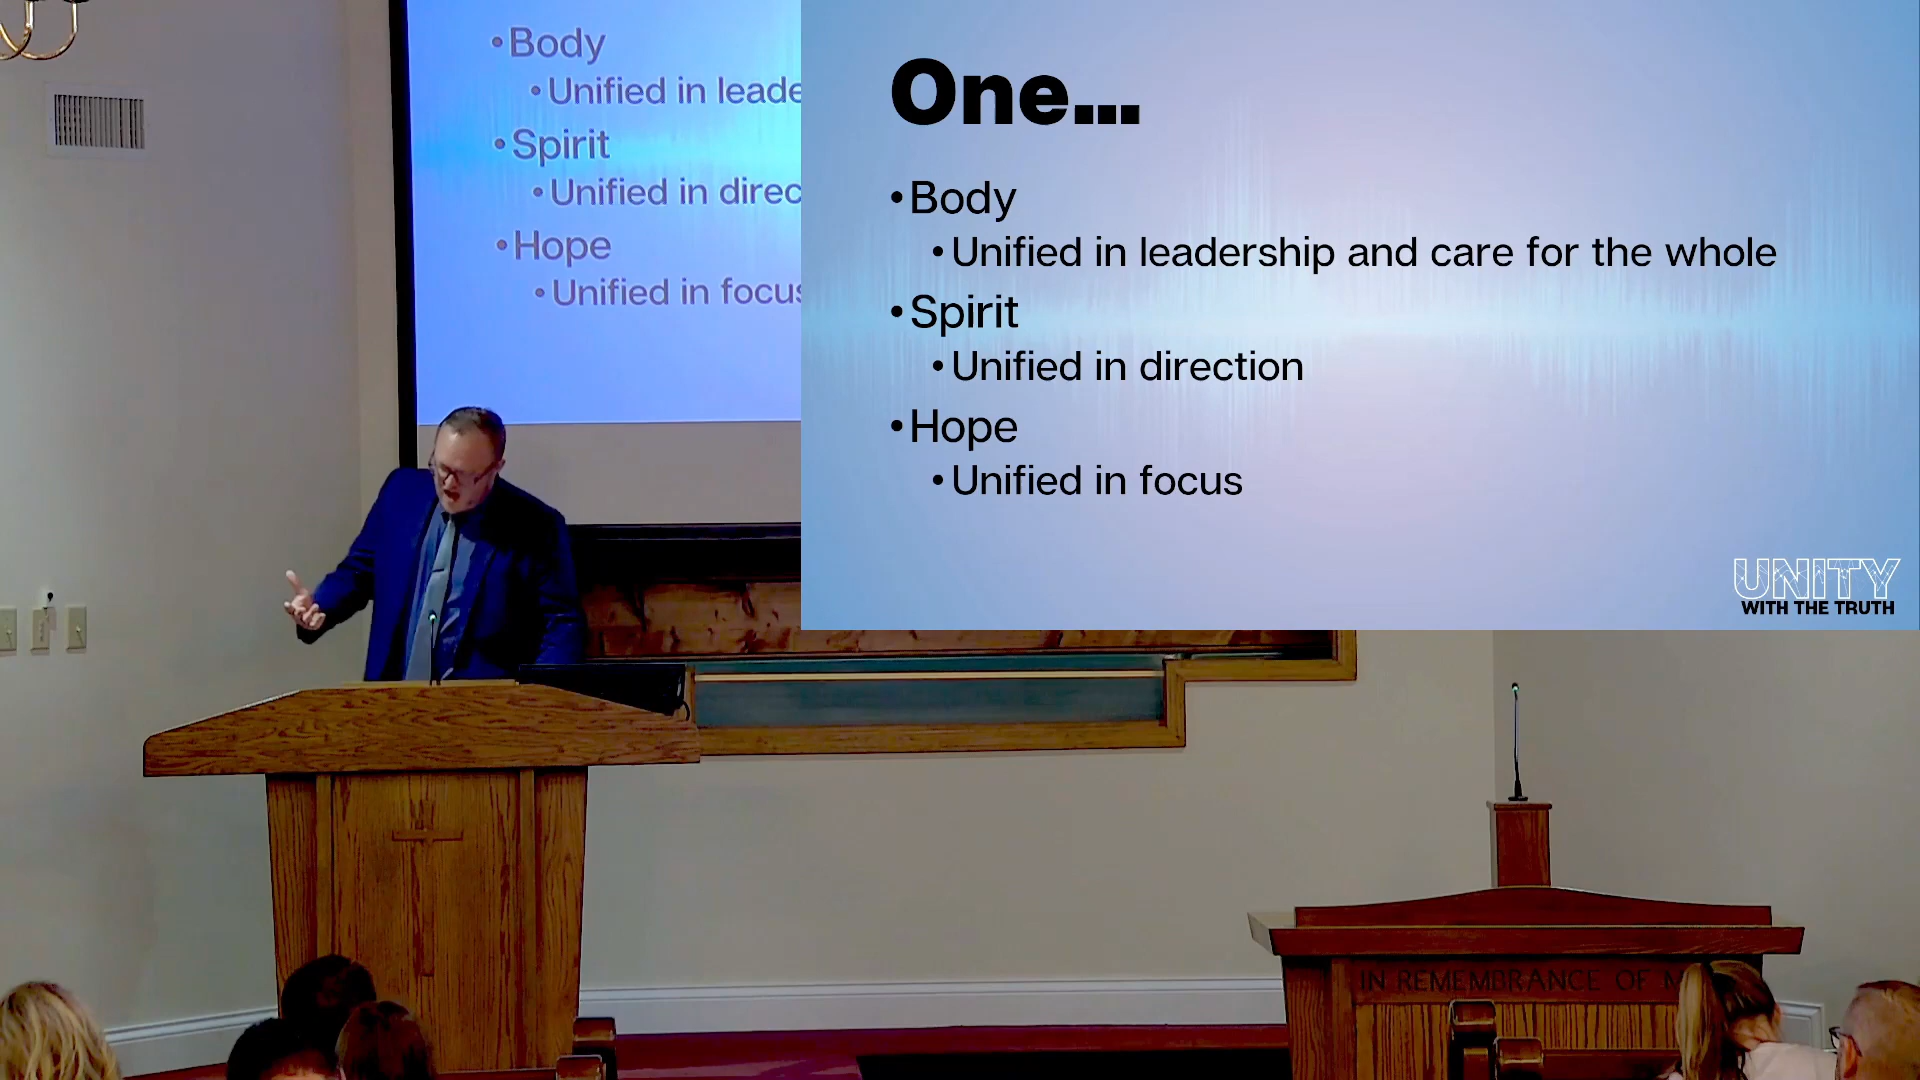 •Body
•Unified in leade
•Spirit
•Unified in direc
•Hope
•Unified in focus
One...
•Body
•Unified in leadership and care for the whole
•Spirit
•Unified in direction
•Hope
•Unified in focus
UNITY
WITH THE TRUTH
IN REMEMBRANCE OF M